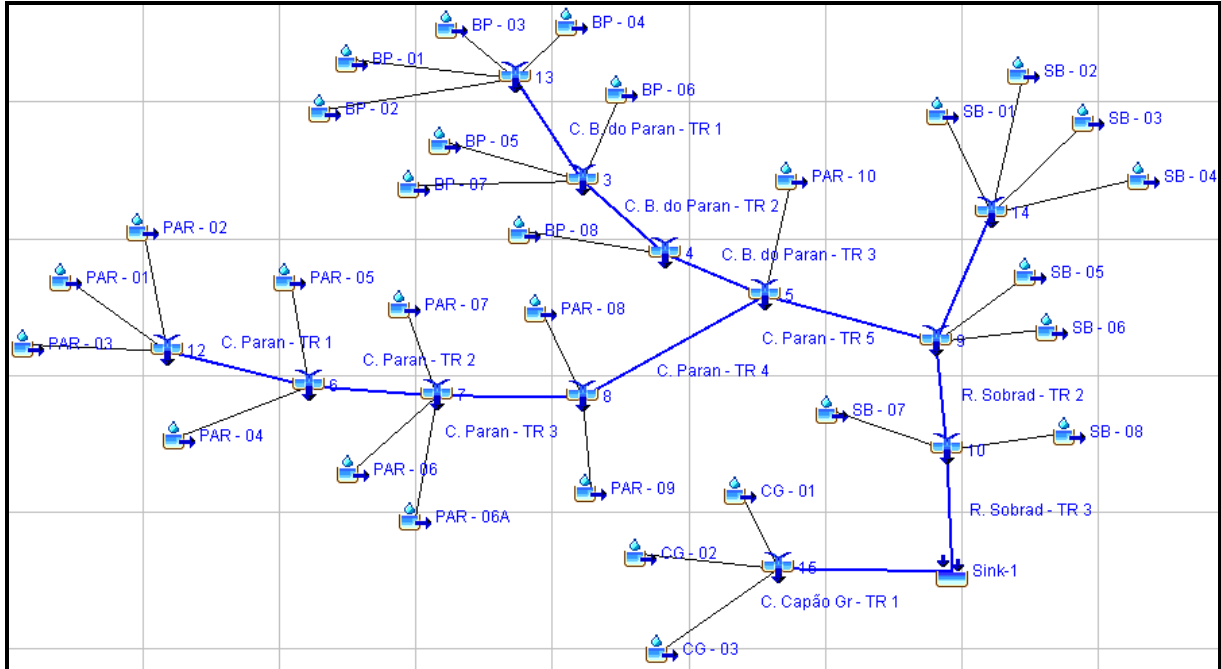 BP - 03
BP - 04
BP - 01
13
SB - 02
BP - 06
BP - 02
SB - 01
SB - 03
C. B. do Paran - TR 1
BP - 05
BP - 07
3
PAR - 10
SB - 04
C. B. do Paran - TR 2
14
PAR - 02
BP - 08
4
C. B. do Paran - TR 3
PAR - 01
PAR - 05
SB - 05
5
PAR - 07
PAR - 08
SB - 06
C. Paran - TR 5
9
PAR - 03
12
C. Paran - TR 1
C. Paran - TR 2
C. Paran - TR 4
6
7
8
R. Sobrad - TR 2
SB - 07
PAR - 04
C. Paran - TR 3
SB - 08
10
PAR - 06
PAR - 09
CG - 01
R. Sobrad - TR 3
PAR - 06A
CG - 02
15
Sink-1
C. Capão Gr - TR 1
CG - 03